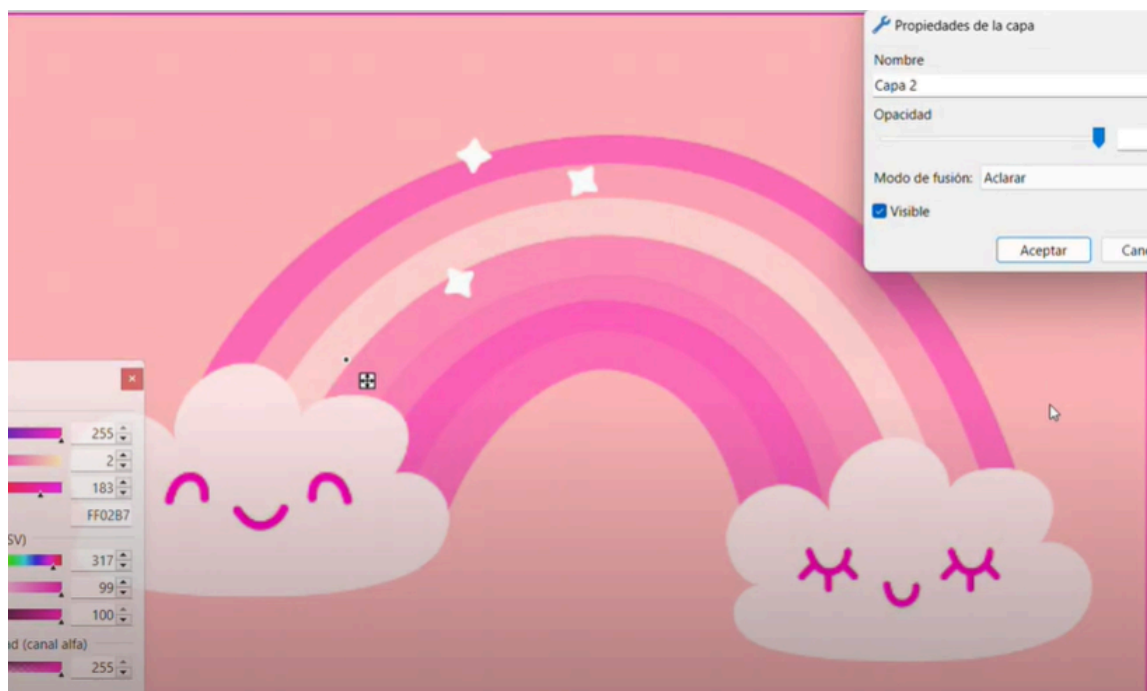 Propiedades de la capa
Nombre
Capa 2
Opacidad
Modo de fusión: Aclarar
Visible
Aceptar
255
2
183
FF02B7
SV)
317
99
100
(canal alfa)
255